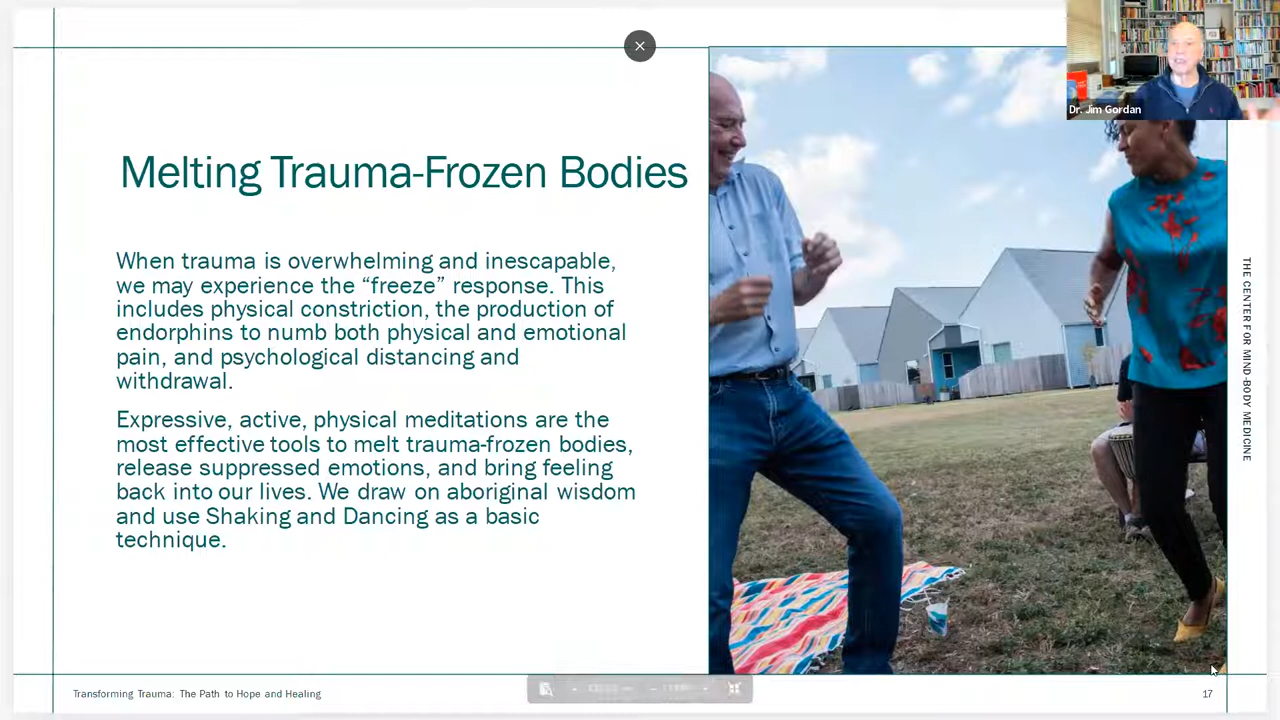 Dr. Jim Gordon
Melting Trauma-Frozen Bodies
When trauma is overwhelming and inescapable,
we may experience the “freeze” response. This
includes physical constriction, the production of
endorphins to numb both physical and emotional
pain, and psychological distancing and
withdrawal.
Expressive, active, physical meditations are the
most effective tools to melt trauma-frozen bodies,
release suppressed emotions, and bring feeling
back into our lives. We draw on aboriginal wisdom
and use Shaking and Dancing as a basic
technique.
THE CENTER FOR MIND-BODY MEDICINE
Transforming Trauma: The Path to Hope and Healing
17